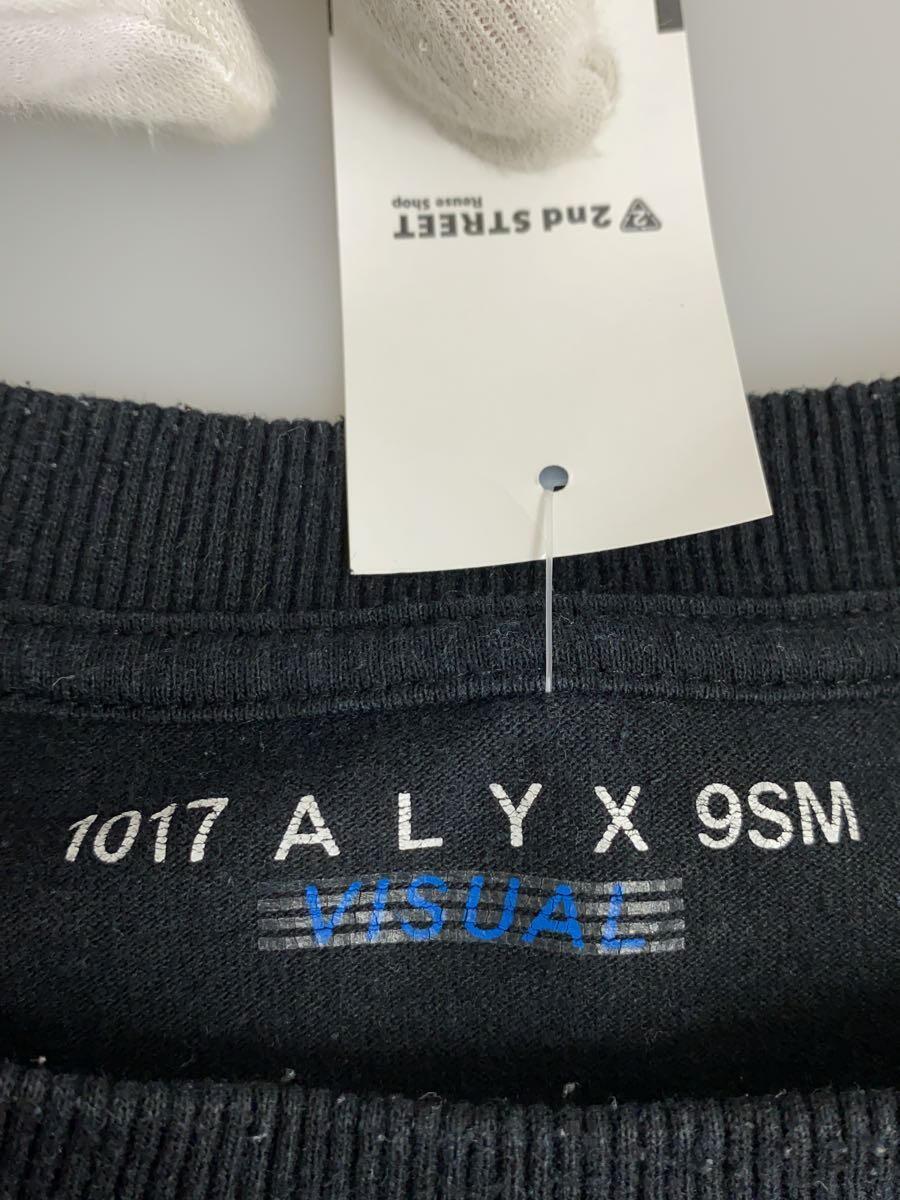 2nd STREET
Reuse Shop
1017 A L Y X 9SM
VISUAL